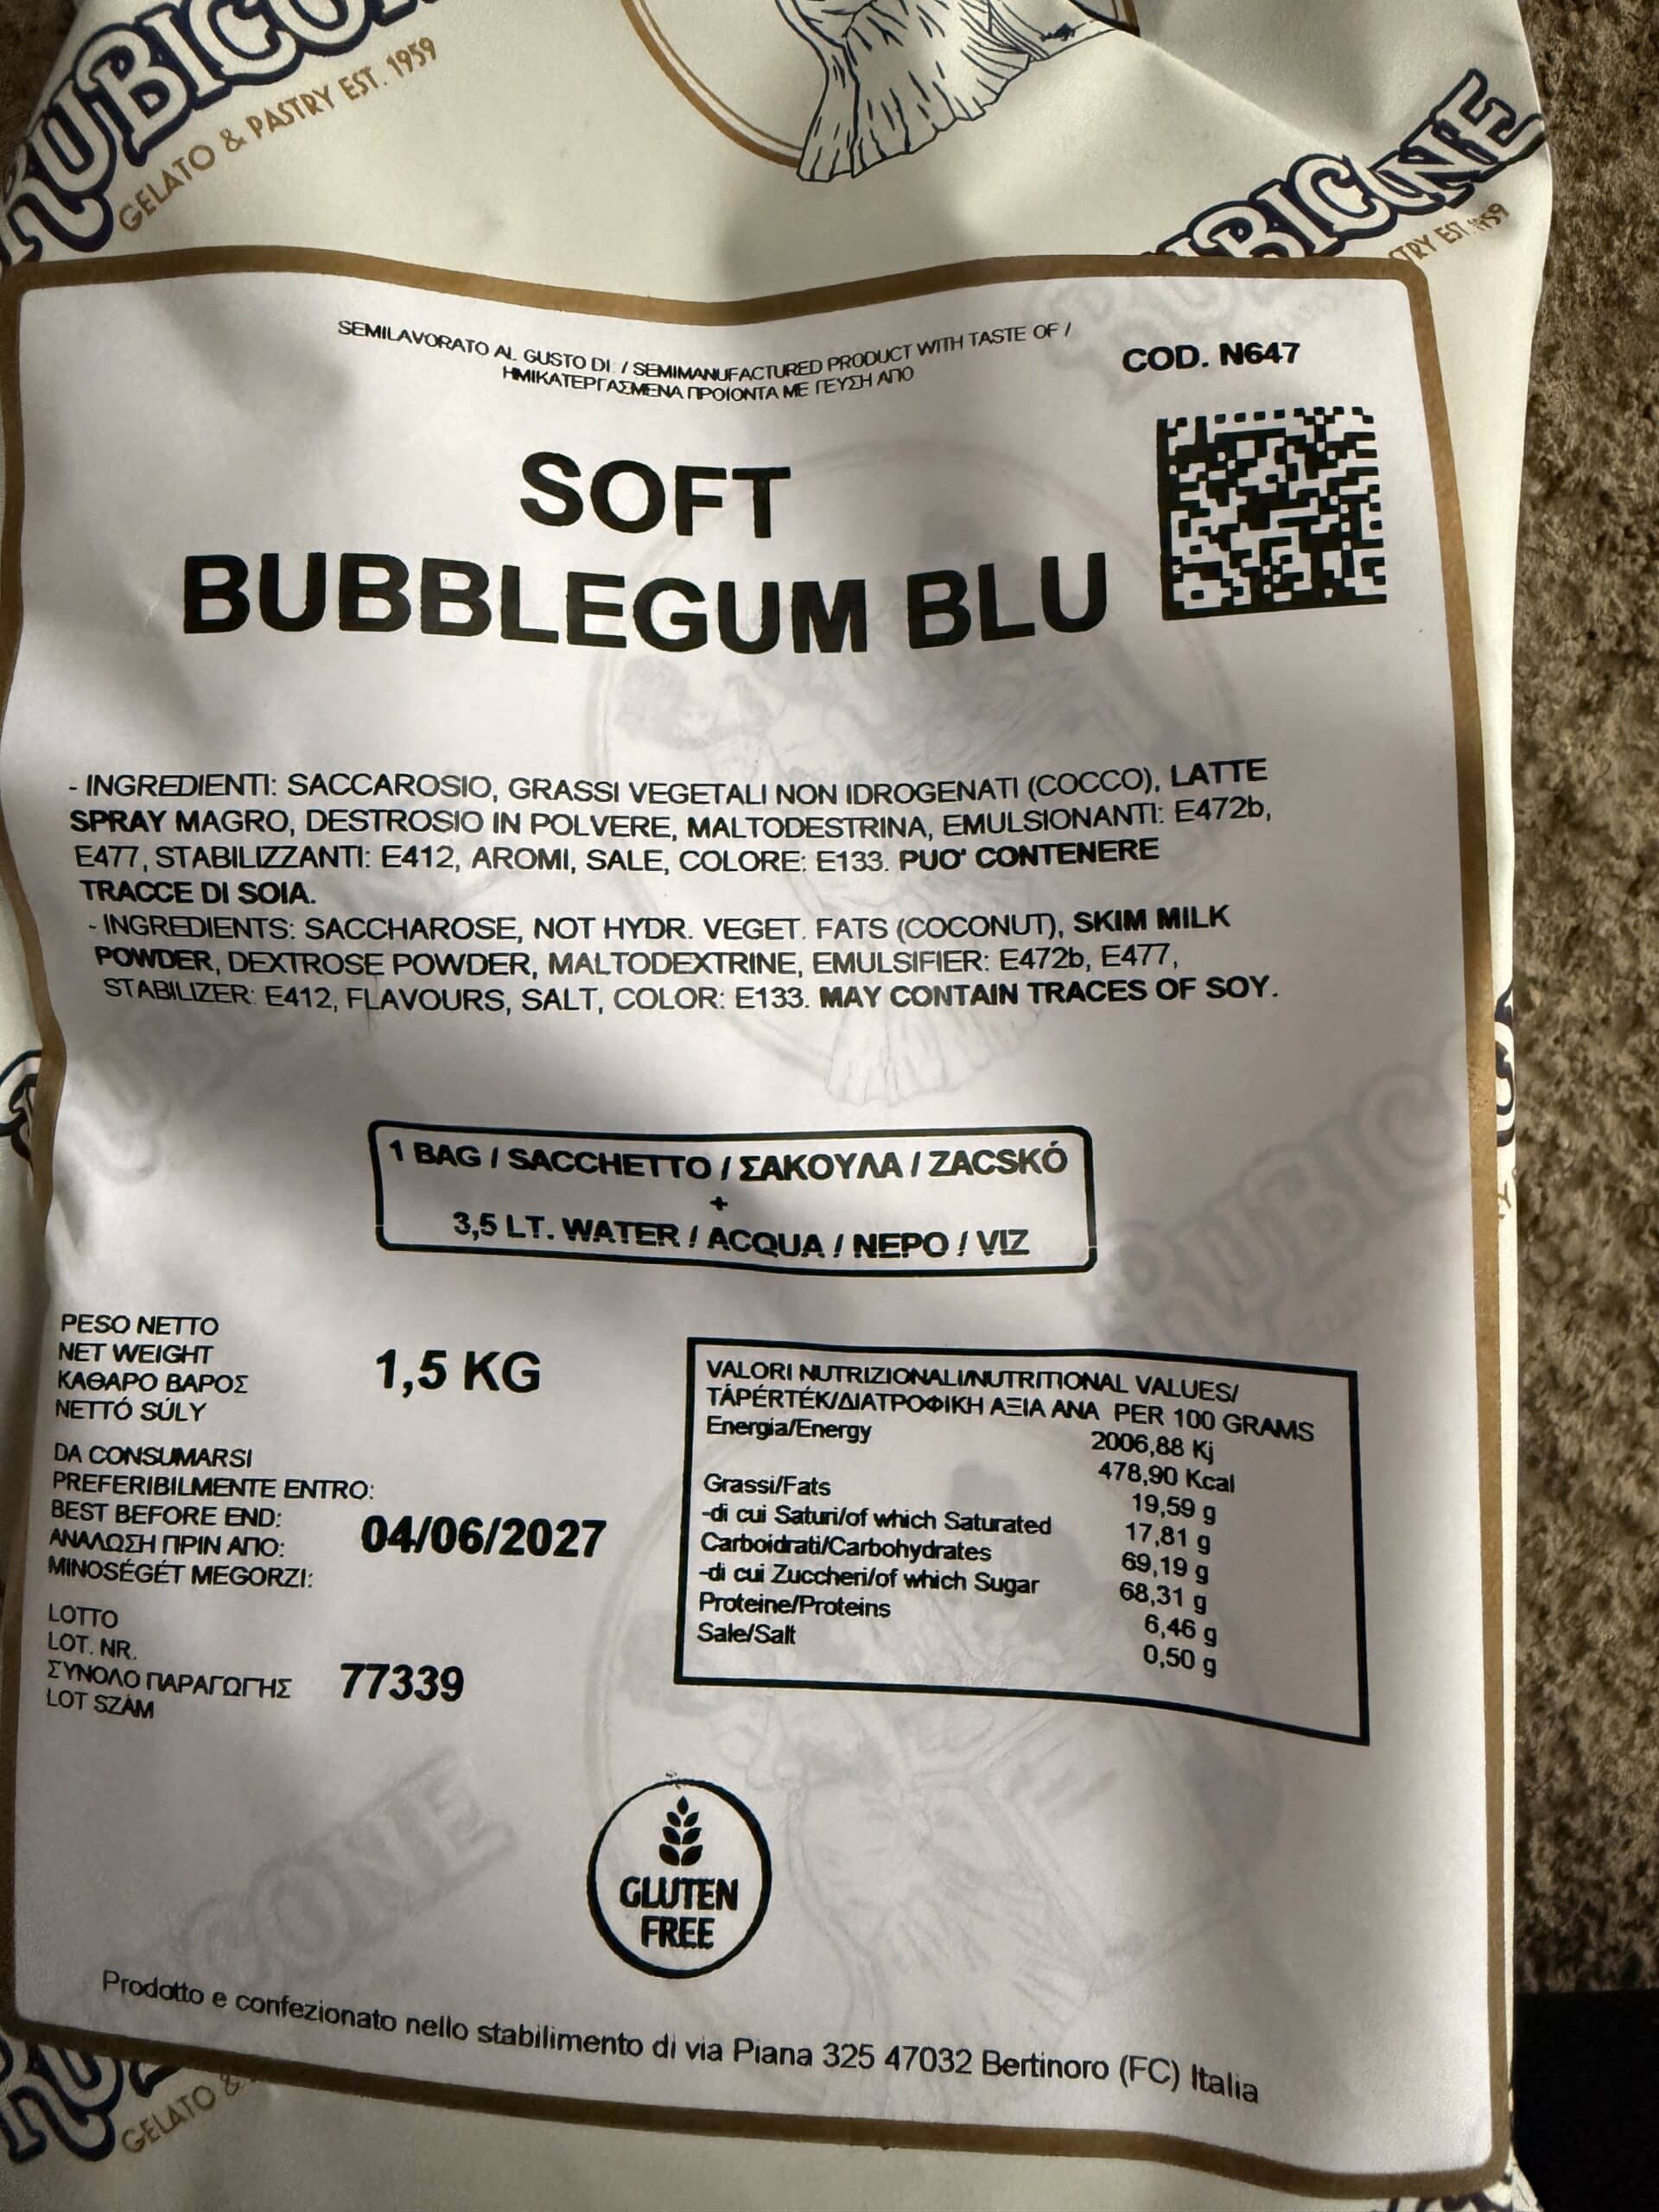 RUBICO
GELATO & PASTRY EST. 1959
UBICONE
TRY EST. 1959
SEMILAVORATO AL GUSTO DI: / SEMIMANUFACTURED PRODUCT WITH TASTE OF /
ΗΜΙΚΑΤΕΡΓΑΣΜΕΝΑ ΠΡΟΙΟΝΤΑ ΜΕ ΓΕΥΣΗ ΑΠΟ
COD. N647
SOFT
BUBBLEGUM BLU
- INGREDIENTI: SACCAROSIO, GRASSI VEGETALI NON IDROGENATI (COCCO), LATTE
SPRAY MAGRO, DESTROSIO IN POLVERE, MALTODESTRINA, EMULSIONANTI: E472b,
E477, STABILIZZANTI: E412, AROMI, SALE, COLORE: E133. PUO' CONTENERE
TRACCE DI SOIA.
- INGREDIENTS: SACCHAROSE, NOT HYDR. VEGET. FATS (COCONUT), SKIM MILK
POWDER, DEXTROSE POWDER, MALTODEXTRINE, EMULSIFIER: E472b, E477,
STABILIZER: E412, FLAVOURS, SALT, COLOR: E133. MAY CONTAIN TRACES OF SOY.
1 BAG / SACCHETTO / ΣΑΚΟΥΛΑ / ZACSKÓ
+
3,5 LT. WATER / ACQUA / ΝΕΡΟ / VIZ
PESO NETTO
NET WEIGHT
ΚΑΘΑΡΟ ΒΑΡΟΣ
NETTÓ SÚLY
1,5 KG
DA CONSUMARSI
PREFERIBILMENTE ENTRO:
BEST BEFORE END:
ΑΝΑΛΩΣΗ ΠΡΙΝ ΑΠΟ:
MINOSÉGÉT MEGORZI:
04/06/2027
LOTTO
LOT. NR.
ΣΥΝΟΛΟ ΠΑΡΑΓΩΓΗΣ
LOT SZÁM
77339
VALORI NUTRIZIONALI/NUTRITIONAL VALUES/
TÁPÉRTÉK/ΔΙΑΤΡΟΦΙΚΗ ΑΞΙΑ ΑΝΑ PER 100 GRAMS
Energia/Energy 2006,88 Kj
478,90 Kcal
Grassi/Fats 19,59 g
-di cui Saturi/of which Saturated 17,81 g
Carboidrati/Carbohydrates 69,19 g
-di cui Zuccheri/of which Sugar 68,31 g
Proteine/Proteins 6,46 g
Sale/Salt 0,50 g
GLUTEN
FREE
Prodotto e confezionato nello stabilimento di via Piana 325 47032 Bertinoro (FC) Italia
GELATO &